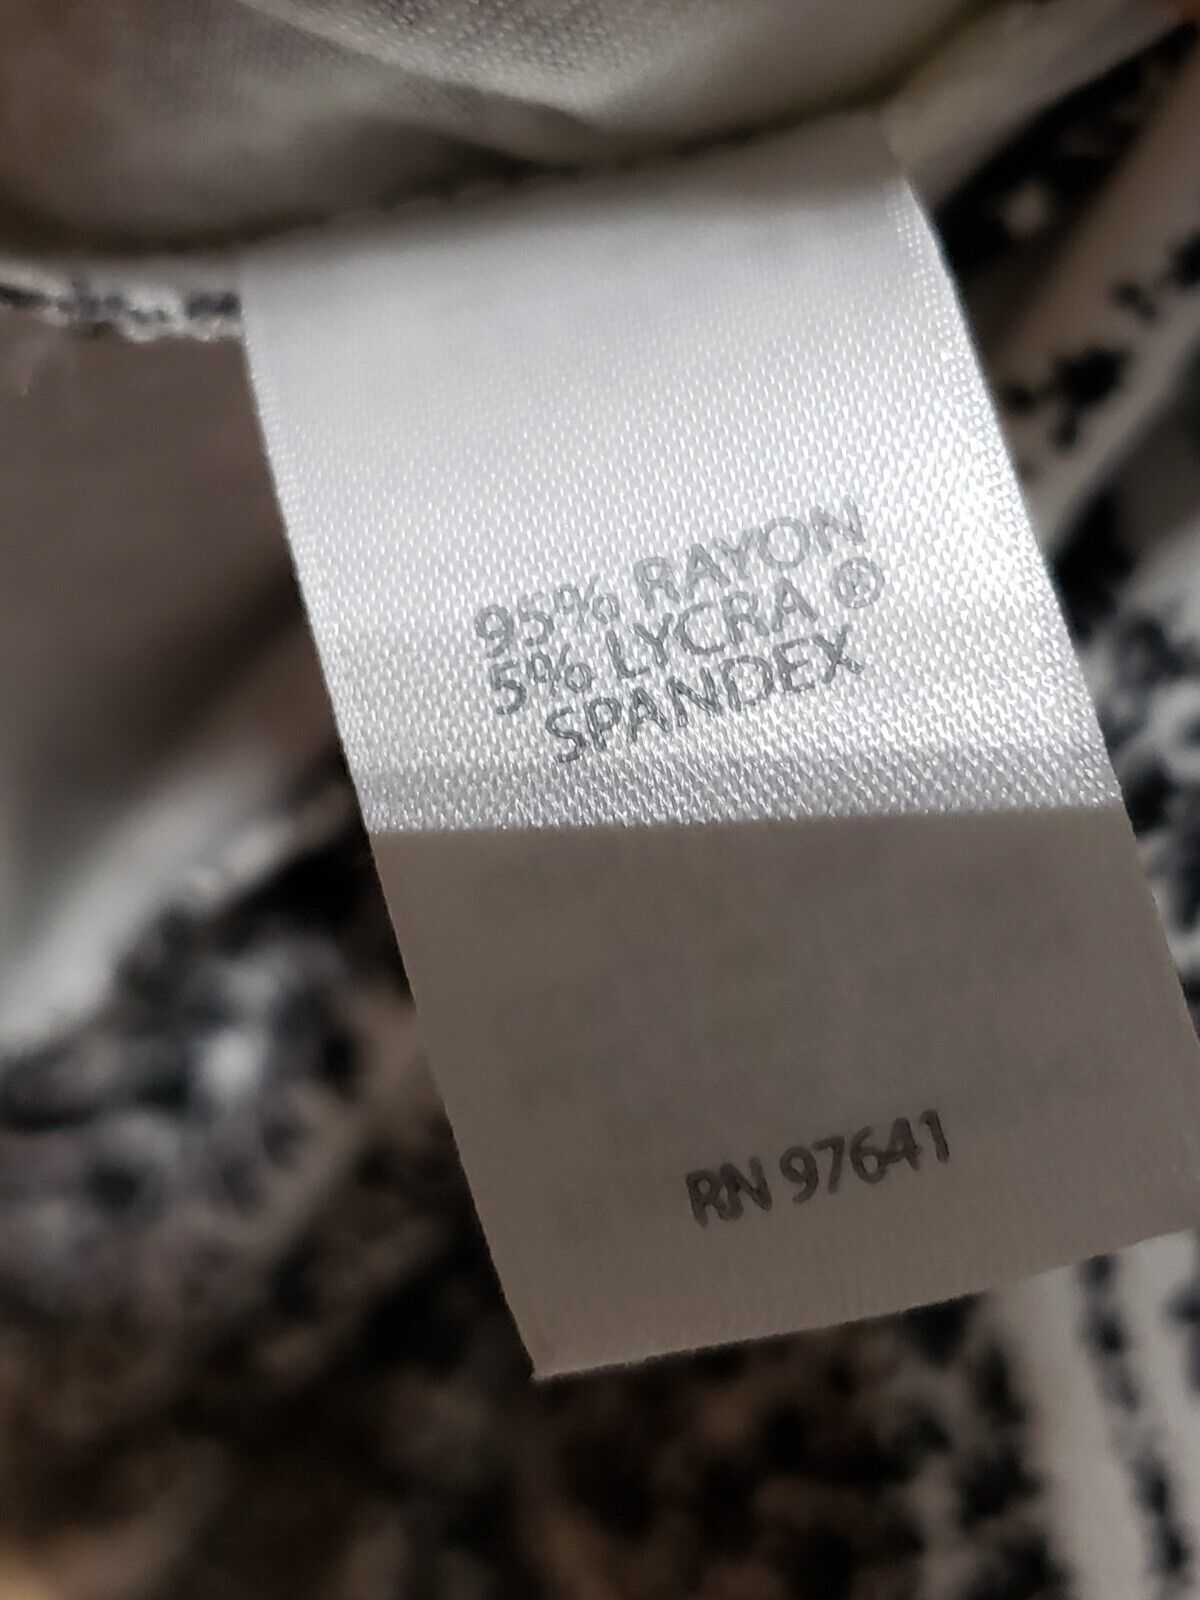 95% RAYON
5% LYCRA ®
SPANDEX
RN 97641